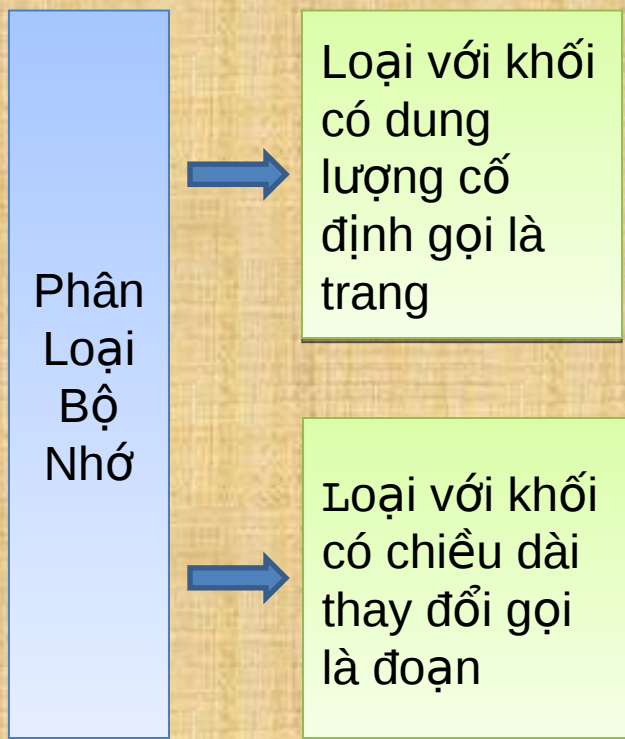 Phân
Loại
Bộ
Nhớ
Loại với khối
có dung
lượng cố
định gọi là
trang
Loại với khối
có chiều dài
thay đổi gọi
là đoạn